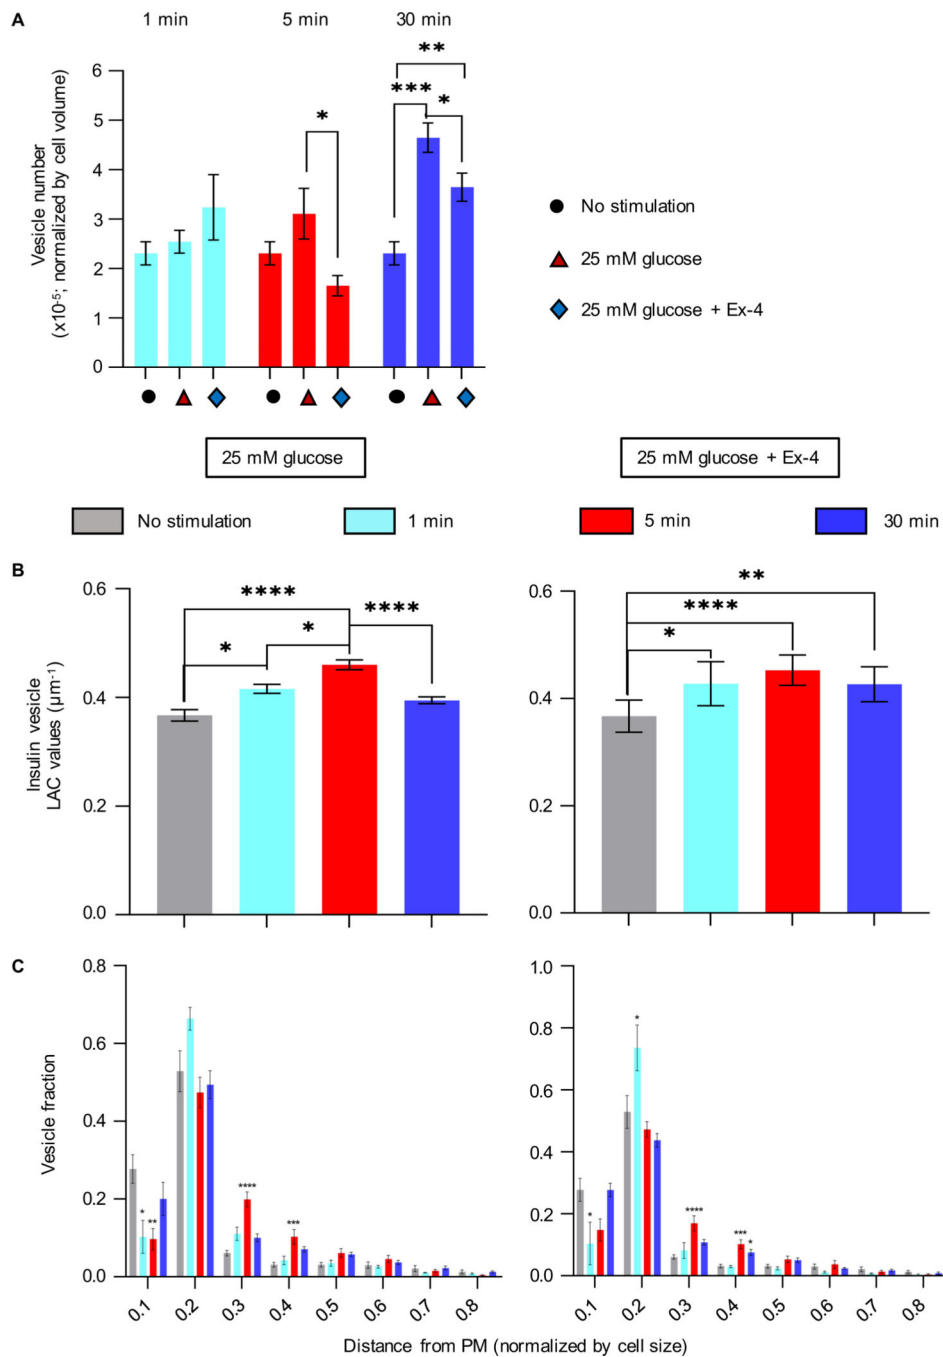 A
1 min 5 min 30 min
** 
*** *
*
6
5
4
3
2
1
0
Vesicle number
(x10-5; normalized by cell volume)
No stimulation
25 mM glucose
25 mM glucose + Ex-4
25 mM glucose
25 mM glucose + Ex-4
No stimulation
1 min
5 min
30 min
B
0.6
0.4
0.2
0.0
Insulin vesicle
LAC values (µm-1)
**** ****
* *
0.6
0.4
0.2
0.0
**
****
*
C
0.8
0.6
0.4
0.2
0.0
Vesicle fraction
* ** **** ***
0.1 0.2 0.3 0.4 0.5 0.6 0.7 0.8
1.0
0.8
0.6
0.4
0.2
0.0
* * **** *** *
0.1 0.2 0.3 0.4 0.5 0.6 0.7 0.8
Distance from PM (normalized by cell size)